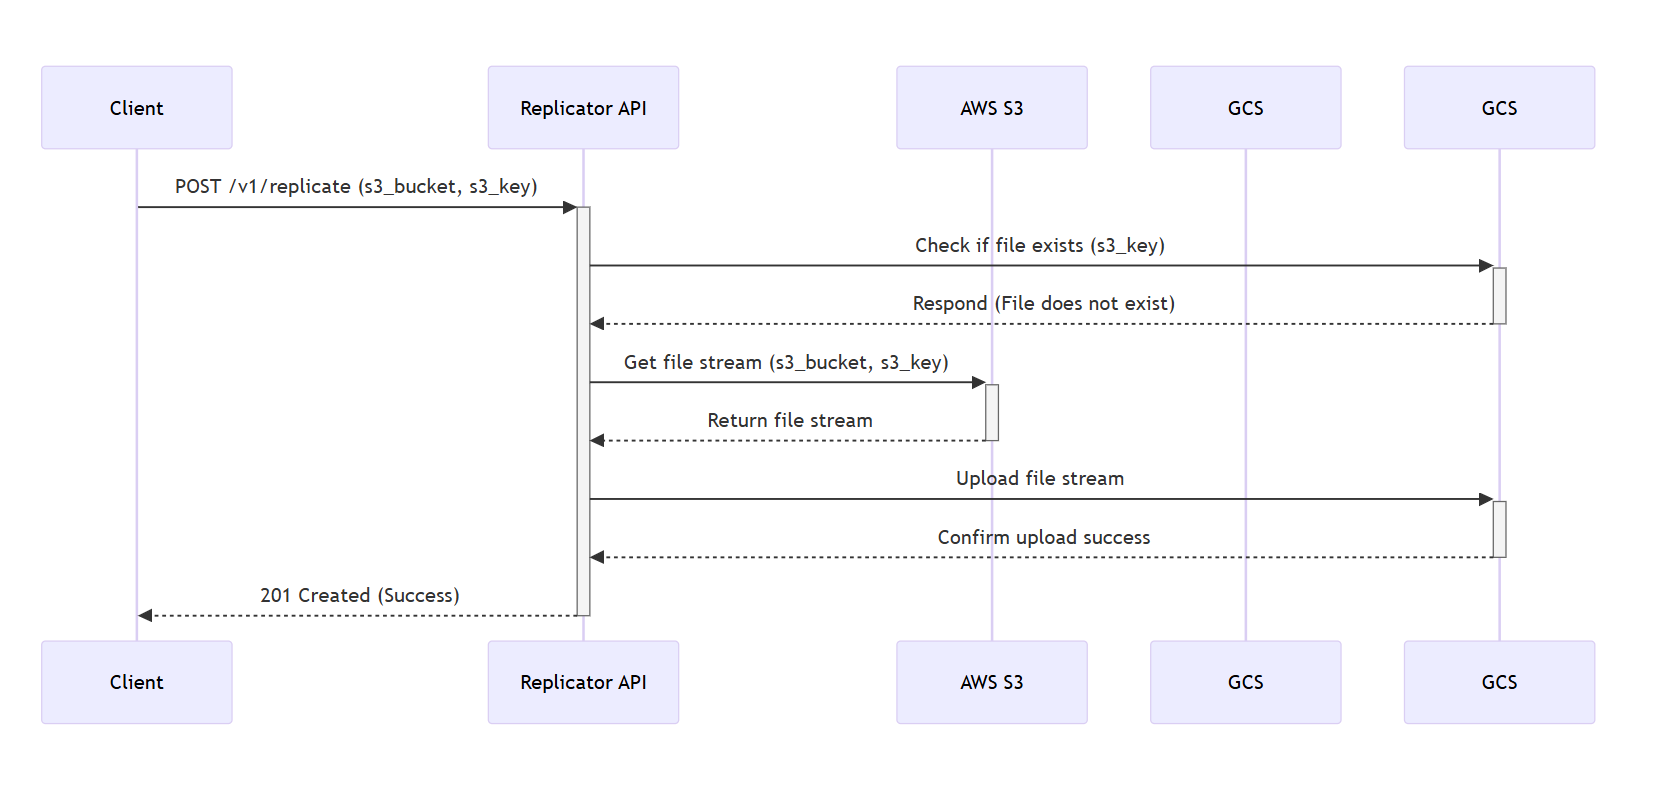 Client
Replicator API
AWS S3
GCS
GCS
POST /v1/replicate (s3_bucket, s3_key)
Check if file exists (s3_key)
Respond (File does not exist)
Get file stream (s3_bucket, s3_key)
Return file stream
Upload file stream
Confirm upload success
201 Created (Success)
Client
Replicator API
AWS S3
GCS
GCS